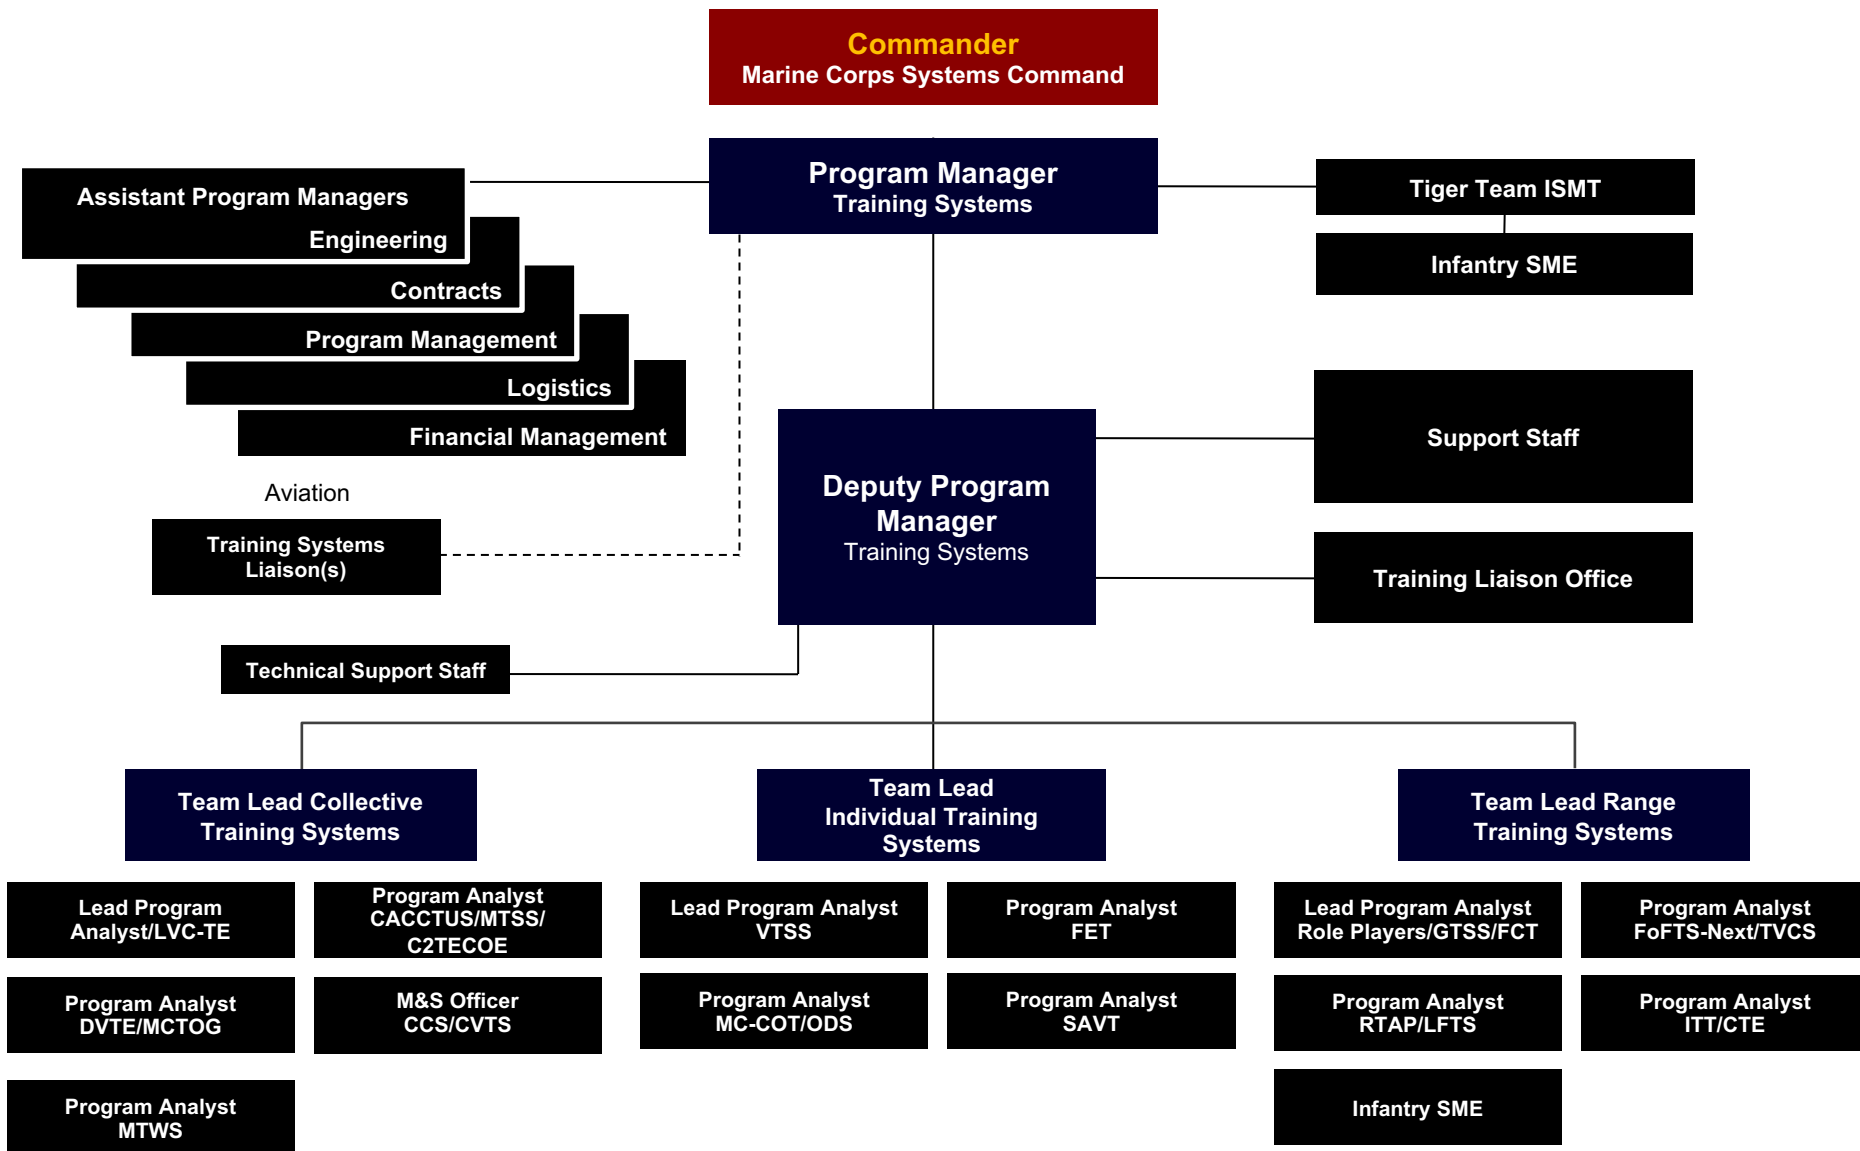 Commander
Marine Corps Systems Command
Program Manager
Training Systems
Assistant Program Managers
Engineering
Contracts
Program Management
Logistics
Financial Management
Tiger Team ISMT
Infantry SME
Aviation
Training Systems
Liaison(s)
Deputy Program
Manager
Training Systems
Support Staff
Training Liaison Office
Technical Support Staff
Team Lead Collective
Training Systems
Lead Program
Analyst/LVC-TE
Program Analyst
CACCTUS/MTSS/
C2TECOE
Program Analyst
DVTE/MCTOG
M&S Officer
CCS/CVTS
Program Analyst
MTWS
Team Lead
Individual Training
Systems
Lead Program Analyst
VTSS
Program Analyst
FET
Program Analyst
MC-COT/ODS
Program Analyst
SAVT
Team Lead Range
Training Systems
Lead Program Analyst
Role Players/GTSS/FCT
Program Analyst
FoFTS-Next/TVCS
Program Analyst
RTAP/LFTS
Program Analyst
ITT/CTE
Infantry SME